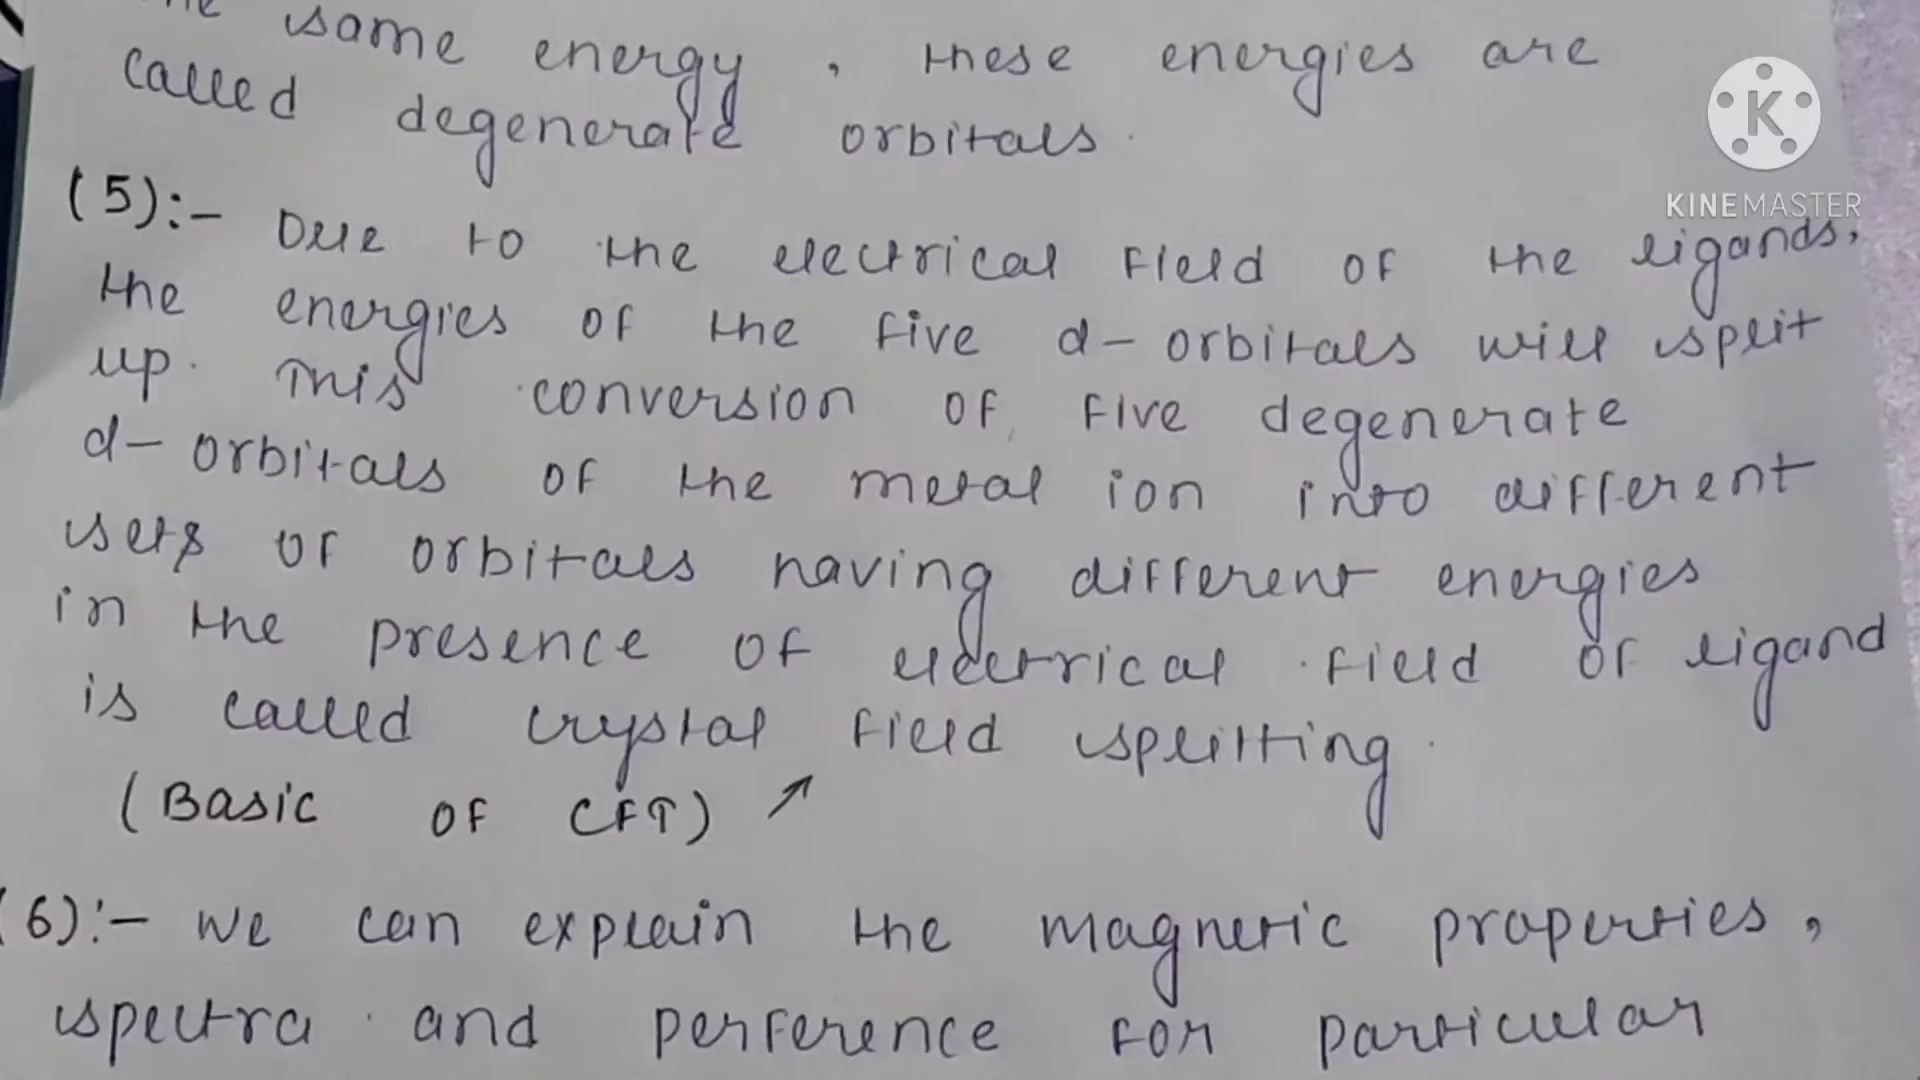 same energy, these energies are
called degenerate orbitals.
K
KINEMASTER
(5):- Due to the electrical field of the ligands,
the energies of the five d-orbitals will split
up. This conversion of five degenerate
d-orbitals of the metal ion into different
sets of orbitals having different energies
in the presence of electrical field of ligand
is called crystal field splitting.
(Basic of CFT) ↗
(6):- we can explain the magnetic properties,
spectra and perference for particular